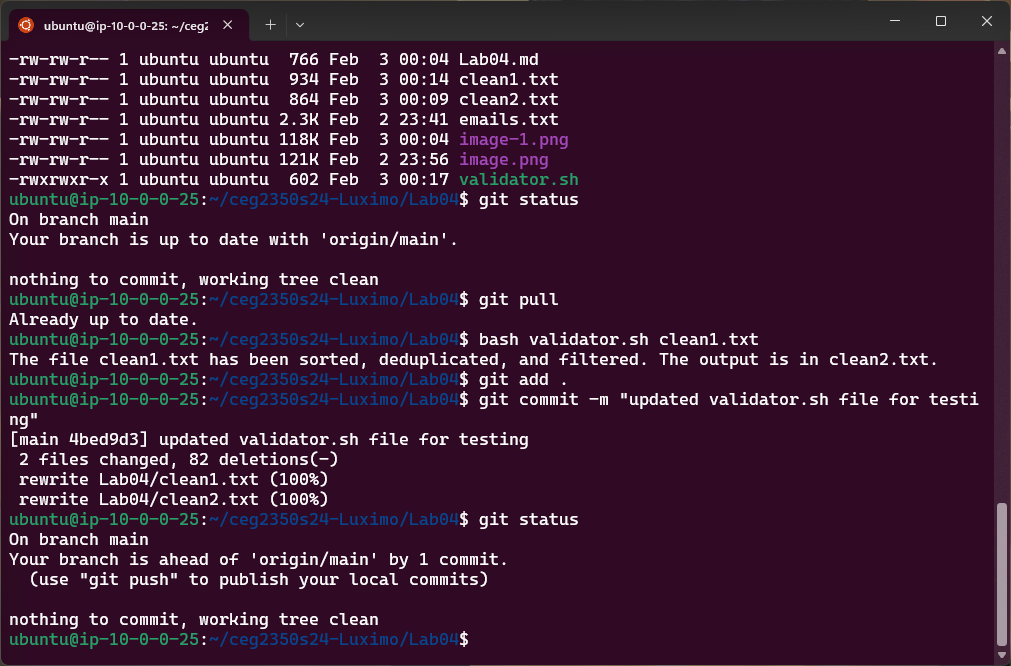 ubuntu@ip-10-0-0-25: ~/ceg2
-rw-rw-r-- 1 ubuntu ubuntu  766 Feb  3 00:04 Lab04.md
-rw-rw-r-- 1 ubuntu ubuntu  934 Feb  3 00:14 clean1.txt
-rw-rw-r-- 1 ubuntu ubuntu  864 Feb  3 00:09 clean2.txt
-rw-rw-r-- 1 ubuntu ubuntu 2.3K Feb  2 23:41 emails.txt
-rw-rw-r-- 1 ubuntu ubuntu 118K Feb  3 00:04 image-1.png
-rw-rw-r-- 1 ubuntu ubuntu 121K Feb  2 23:56 image.png
-rwxrwxr-x 1 ubuntu ubuntu  602 Feb  3 00:17 validator.sh
ubuntu@ip-10-0-0-25:~/ceg2350s24-Luximo/Lab04$ git status
On branch main
Your branch is up to date with 'origin/main'.
nothing to commit, working tree clean
ubuntu@ip-10-0-0-25:~/ceg2350s24-Luximo/Lab04$ git pull
Already up to date.
ubuntu@ip-10-0-0-25:~/ceg2350s24-Luximo/Lab04$ bash validator.sh clean1.txt
The file clean1.txt has been sorted, deduplicated, and filtered. The output is in clean2.txt.
ubuntu@ip-10-0-0-25:~/ceg2350s24-Luximo/Lab04$ git add .
ubuntu@ip-10-0-0-25:~/ceg2350s24-Luximo/Lab04$ git commit -m "updated validator.sh file for testi
ng"
[main 4bed9d3] updated validator.sh file for testing
 2 files changed, 82 deletions(-)
 rewrite Lab04/clean1.txt (100%)
 rewrite Lab04/clean2.txt (100%)
ubuntu@ip-10-0-0-25:~/ceg2350s24-Luximo/Lab04$ git status
On branch main
Your branch is ahead of 'origin/main' by 1 commit.
  (use "git push" to publish your local commits)
nothing to commit, working tree clean
ubuntu@ip-10-0-0-25:~/ceg2350s24-Luximo/Lab04$